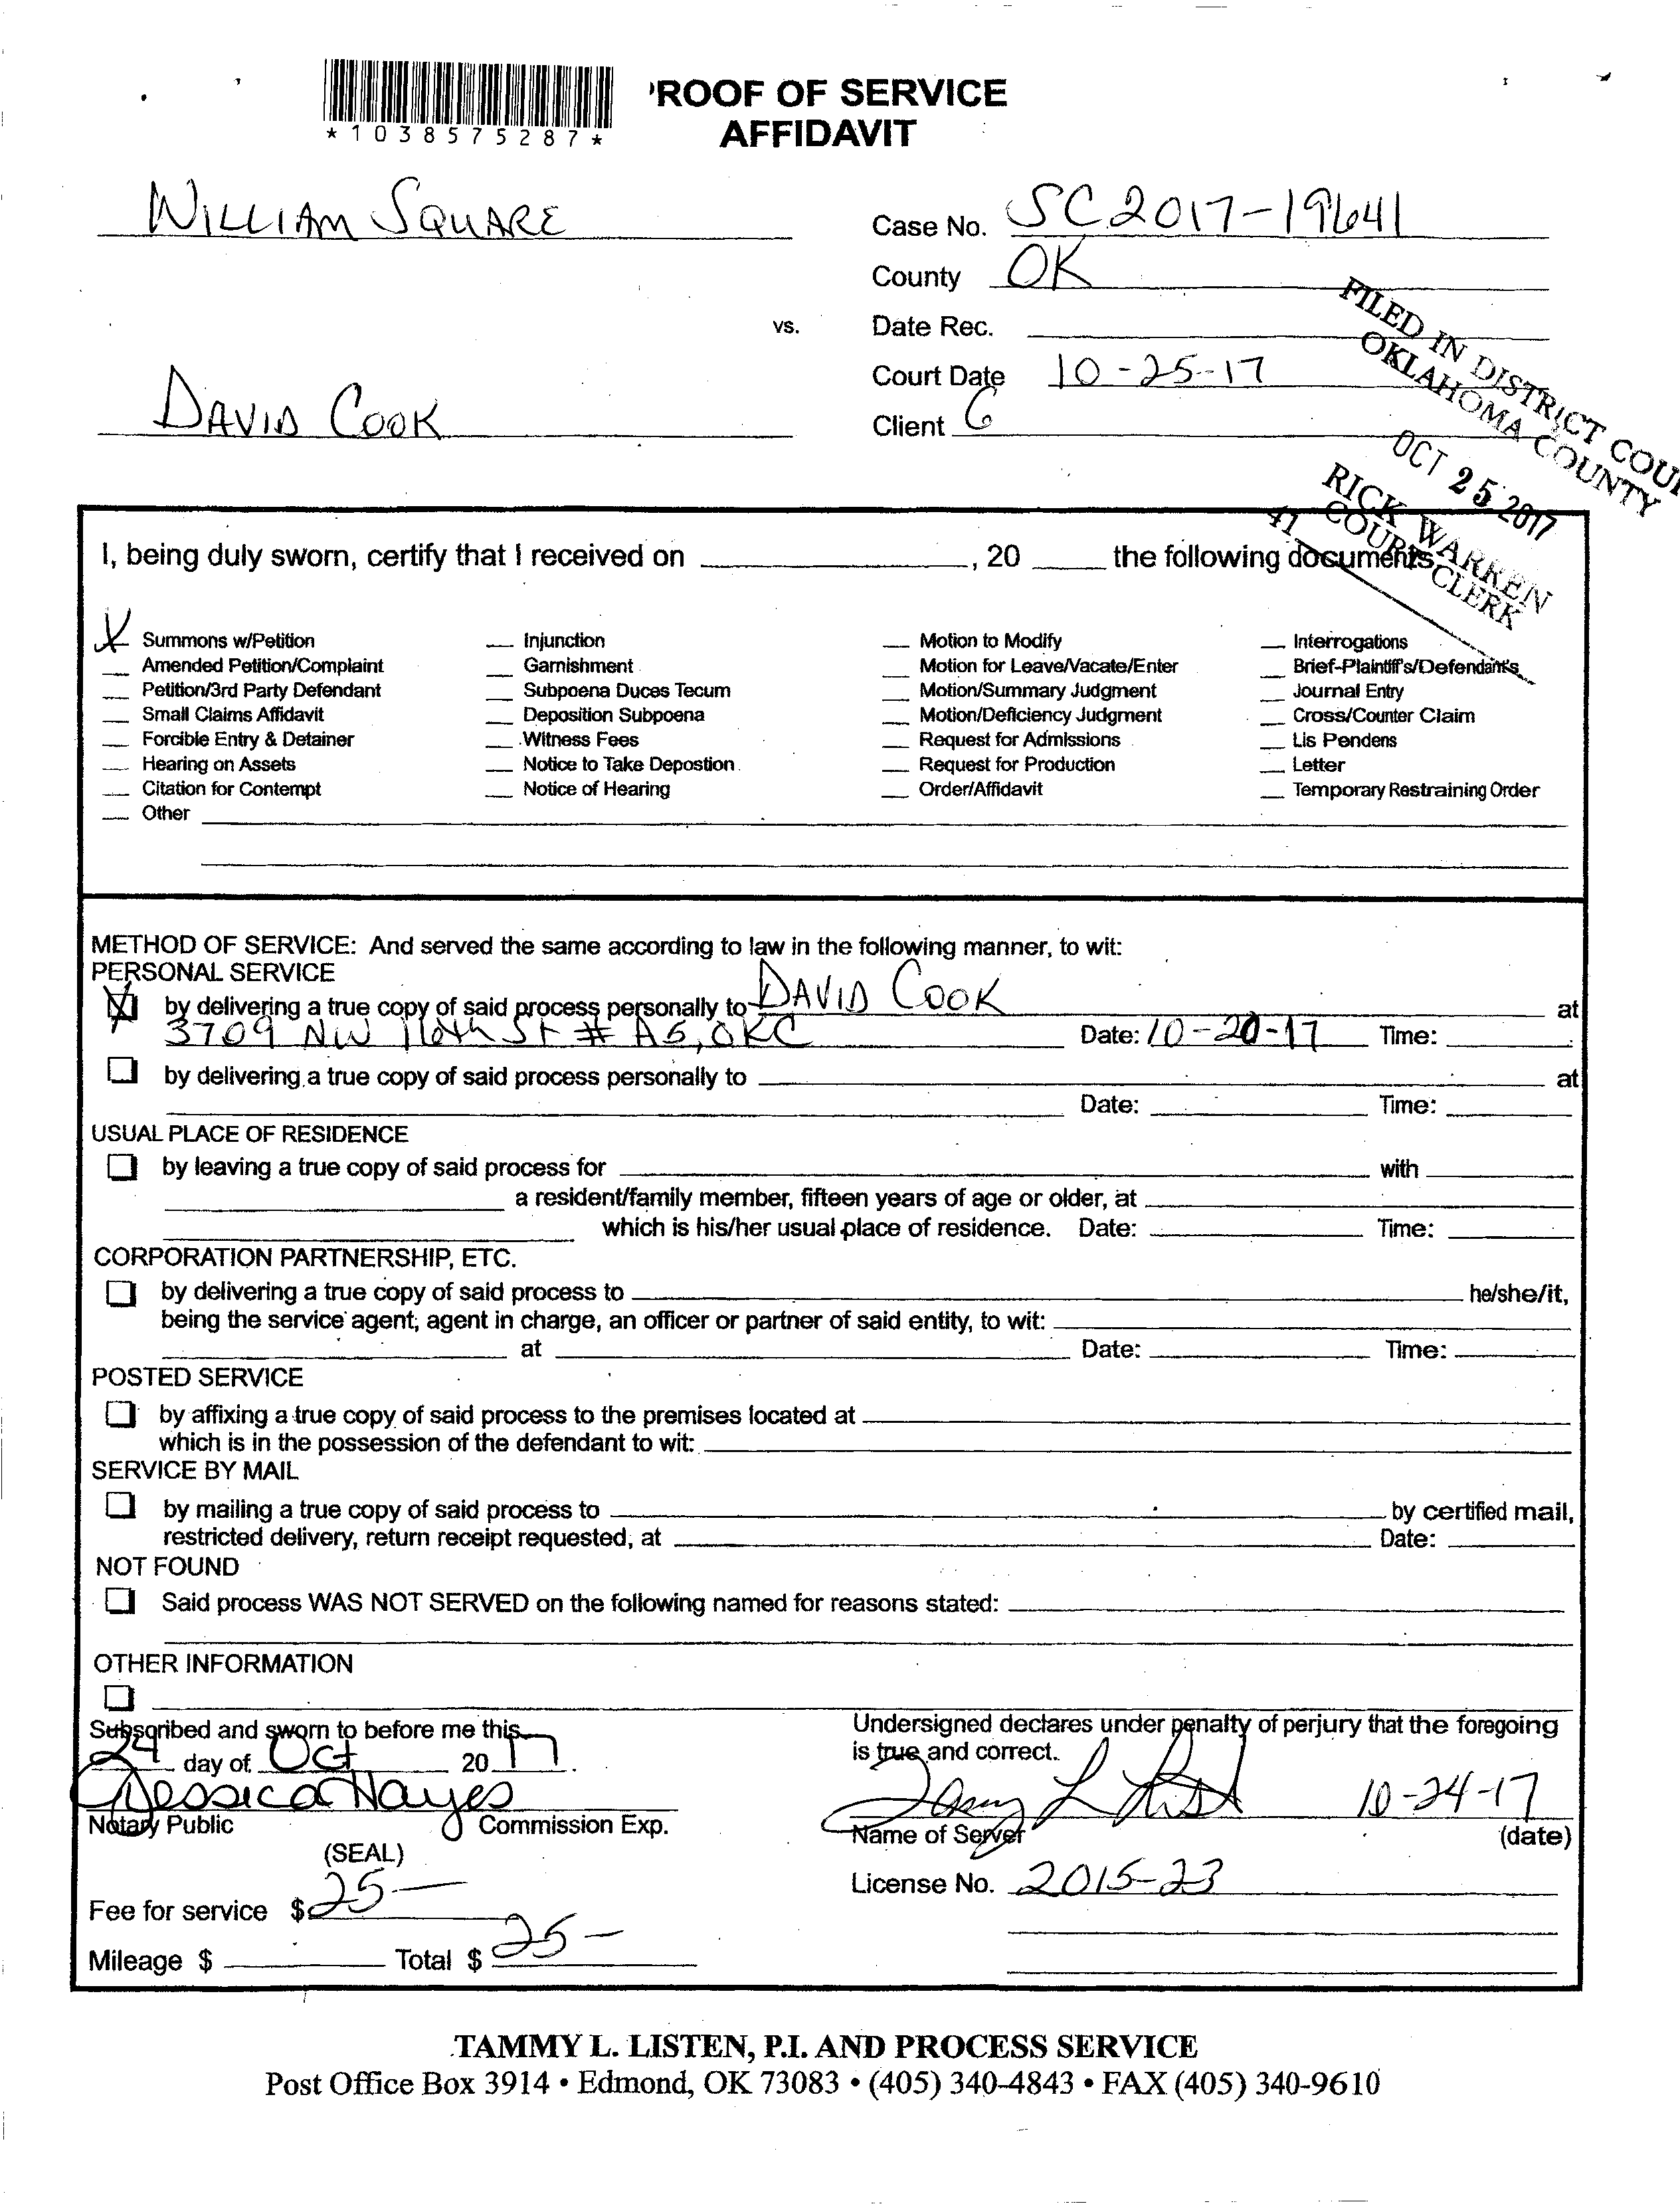 *1038575287*
'ROOF OF SERVICE
AFFIDAVIT
WILLIAM SQUARE
Case No. SC2017-19641
County OK
vs.
Date Rec.
Court Date 10-25-17
DAVID COOK
Client
FILED IN DISTRICT COU
OKLAHOMA COUNTY
OCT 25 2017
RICK WARREN
COURT CLERK
41
I, being duly sworn, certify that I received on ____, 20 ____ the following documents
X Summons w/Petition __ Injunction __ Motion to Modify __ Interrogations
__ Amended Petition/Complaint __ Garnishment __ Motion for Leave/Vacate/Enter __ Brief-Plaintiff's/Defendant's
__ Petition/3rd Party Defendant __ Subpoena Duces Tecum __ Motion/Summary Judgment __ Journal Entry
__ Small Claims Affidavit __ Deposition Subpoena __ Motion/Deficiency Judgment __ Cross/Counter Claim
__ Forcible Entry & Detainer __ Witness Fees __ Request for Admissions __ Lis Pendens
__ Hearing on Assets __ Notice to Take Depostion __ Request for Production __ Letter
__ Citation for Contempt __ Notice of Hearing __ Order/Affidavit __ Temporary Restraining Order
__ Other
METHOD OF SERVICE: And served the same according to law in the following manner, to wit:
PERSONAL SERVICE
X by delivering a true copy of said process personally to DAVID COOK at
3709 NW 16th St # A5, OKC Date: 10-20-17 Time:
by delivering a true copy of said process personally to ____ at
Date: ____ Time:
USUAL PLACE OF RESIDENCE
by leaving a true copy of said process for ____ with
a resident/family member, fifteen years of age or older, at
which is his/her usual place of residence. Date: ____ Time:
CORPORATION PARTNERSHIP, ETC.
by delivering a true copy of said process to ____ he/she/it,
being the service agent, agent in charge, an officer or partner of said entity, to wit:
at ____ Date: ____ Time:
POSTED SERVICE
by affixing a true copy of said process to the premises located at
which is in the possession of the defendant to wit:
SERVICE BY MAIL
by mailing a true copy of said process to ____ by certified mail,
restricted delivery, return receipt requested, at ____ Date:
NOT FOUND
Said process WAS NOT SERVED on the following named for reasons stated:
OTHER INFORMATION
Subscribed and sworn to before me this
24 day of Oct 20 17
Jessica Hayes
Notary Public Commission Exp.
(SEAL)
Fee for service $ 25-
Mileage $ ____ Total $ 25-
Undersigned declares under penalty of perjury that the foregoing
is true and correct.
10-24-17
Name of Server (date)
License No. 2015-23
TAMMY L. LISTEN, P.I. AND PROCESS SERVICE
Post Office Box 3914 • Edmond, OK 73083 • (405) 340-4843 • FAX (405) 340-9610